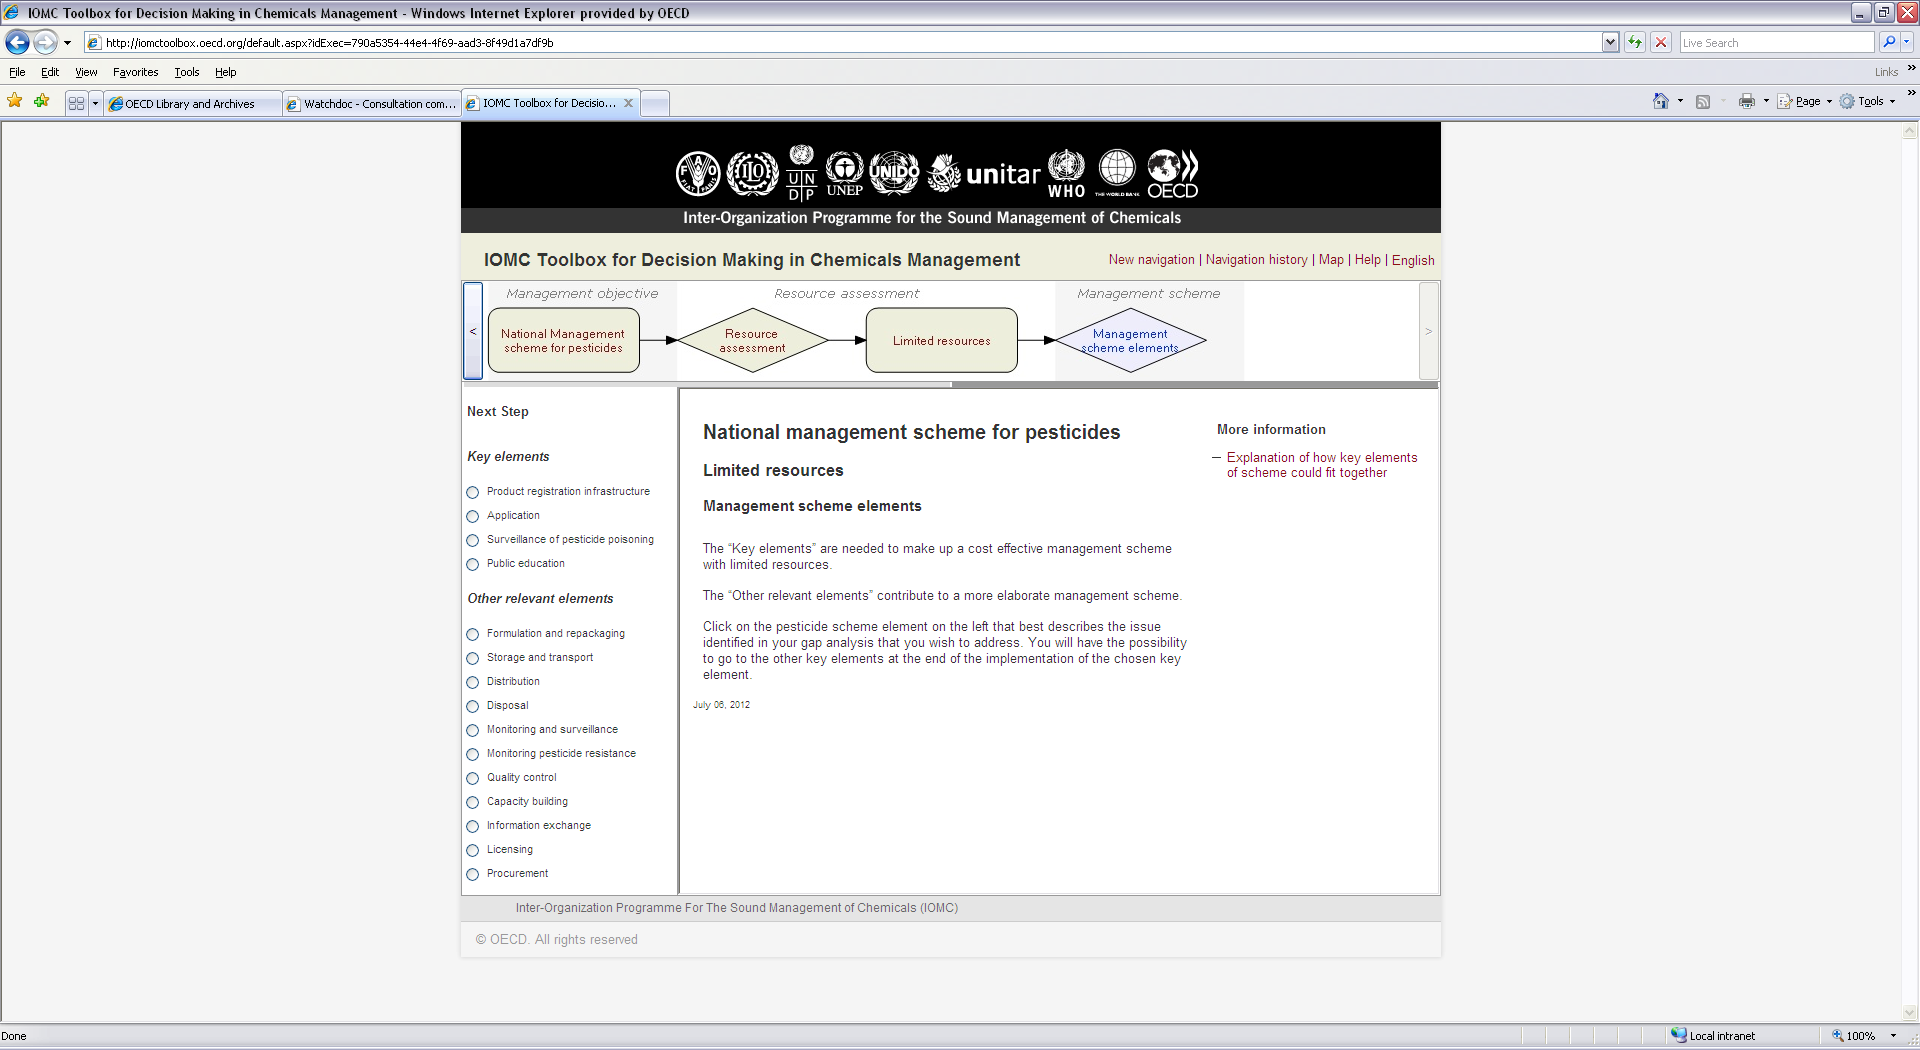 IOMC Toolbox for Decision Making in Chemicals Management - Windows Internet Explorer provided by OECD
http://iomctoolbox.oecd.org/default.aspx?idExec=790a5354-44e4-4f69-aad3-8f49d1a7df9b
Live Search
File Edit View Favorites Tools Help
Links »
OECD Library and Archives
Watchdoc - Consultation com...
IOMC Toolbox for Decisio...
Page
Tools
»
FAO FIAT PANIS
ILO
UNDP
UNEP
UNIDO
unitar
WHO
THE WORLD BANK
OECD
Inter-Organization Programme for the Sound Management of Chemicals
IOMC Toolbox for Decision Making in Chemicals Management
New navigation | Navigation history | Map | Help | English
Management objective
Resource assessment
Management scheme
<
National Management
scheme for pesticides
Resource
assessment
Limited resources
Management
scheme elements
>
Next Step
Key elements
Product registration infrastructure
Application
Surveillance of pesticide poisoning
Public education
Other relevant elements
Formulation and repackaging
Storage and transport
Distribution
Disposal
Monitoring and surveillance
Monitoring pesticide resistance
Quality control
Capacity building
Information exchange
Licensing
Procurement
National management scheme for pesticides
Limited resources
Management scheme elements
The “Key elements” are needed to make up a cost effective management scheme
with limited resources.
The “Other relevant elements” contribute to a more elaborate management scheme.
Click on the pesticide scheme element on the left that best describes the issue
identified in your gap analysis that you wish to address. You will have the possibility
to go to the other key elements at the end of the implementation of the chosen key
element.
July 06, 2012
More information
– Explanation of how key elements
of scheme could fit together
Inter-Organization Programme For The Sound Management of Chemicals (IOMC)
© OECD. All rights reserved
Done
Local intranet
100%